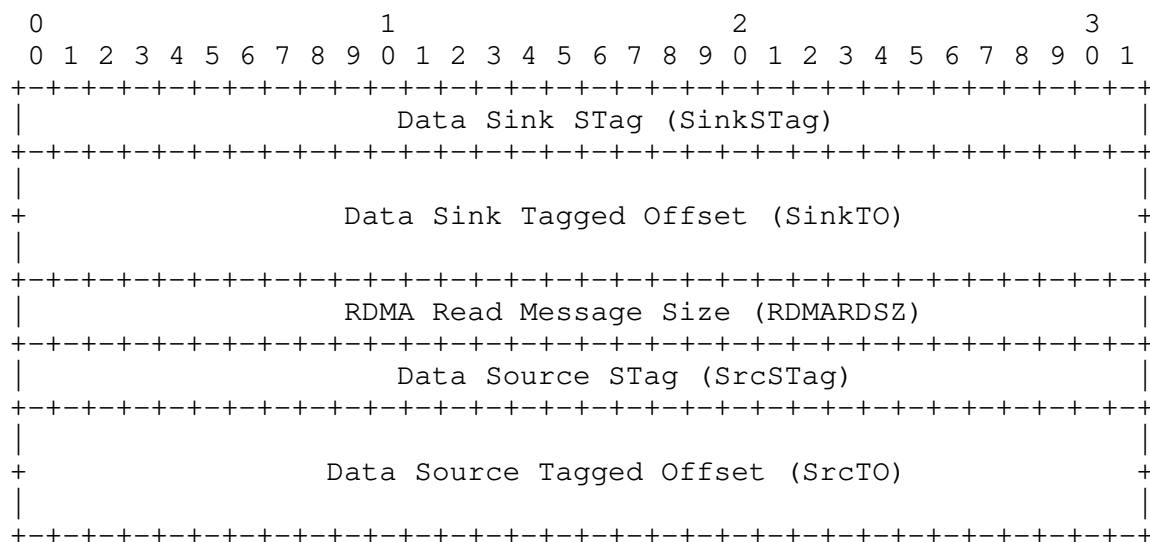 0                   1                   2                   3
 0 1 2 3 4 5 6 7 8 9 0 1 2 3 4 5 6 7 8 9 0 1 2 3 4 5 6 7 8 9 0 1
+-+-+-+-+-+-+-+-+-+-+-+-+-+-+-+-+-+-+-+-+-+-+-+-+-+-+-+-+-+-+-+-+
|                     Data Sink STag (SinkSTag)                 |
+-+-+-+-+-+-+-+-+-+-+-+-+-+-+-+-+-+-+-+-+-+-+-+-+-+-+-+-+-+-+-+-+
|                                                               |
+                  Data Sink Tagged Offset (SinkTO)             +
|                                                               |
+-+-+-+-+-+-+-+-+-+-+-+-+-+-+-+-+-+-+-+-+-+-+-+-+-+-+-+-+-+-+-+-+
|                  RDMA Read Message Size (RDMARDSZ)            |
+-+-+-+-+-+-+-+-+-+-+-+-+-+-+-+-+-+-+-+-+-+-+-+-+-+-+-+-+-+-+-+-+
|                     Data Source STag (SrcSTag)                |
+-+-+-+-+-+-+-+-+-+-+-+-+-+-+-+-+-+-+-+-+-+-+-+-+-+-+-+-+-+-+-+-+
|                                                               |
+                 Data Source Tagged Offset (SrcTO)             +
|                                                               |
+-+-+-+-+-+-+-+-+-+-+-+-+-+-+-+-+-+-+-+-+-+-+-+-+-+-+-+-+-+-+-+-+